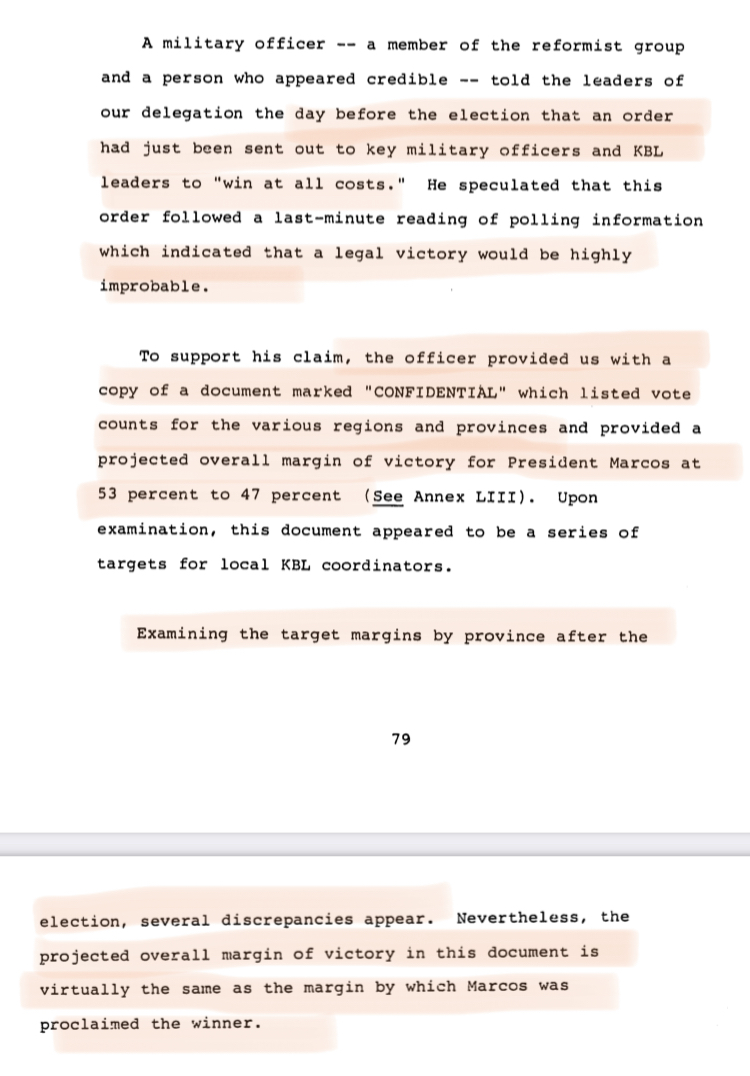 A military officer -- a member of the reformist group
and a person who appeared credible -- told the leaders of
our delegation the day before the election that an order
had just been sent out to key military officers and KBL
leaders to "win at all costs." He speculated that this
order followed a last-minute reading of polling information
which indicated that a legal victory would be highly
improbable.
To support his claim, the officer provided us with a
copy of a document marked "CONFIDENTIAL" which listed vote
counts for the various regions and provinces and provided a
projected overall margin of victory for President Marcos at
53 percent to 47 percent (See Annex LIII). Upon
examination, this document appeared to be a series of
targets for local KBL coordinators.
Examining the target margins by province after the
79
election, several discrepancies appear. Nevertheless, the
projected overall margin of victory in this document is
virtually the same as the margin by which Marcos was
proclaimed the winner.